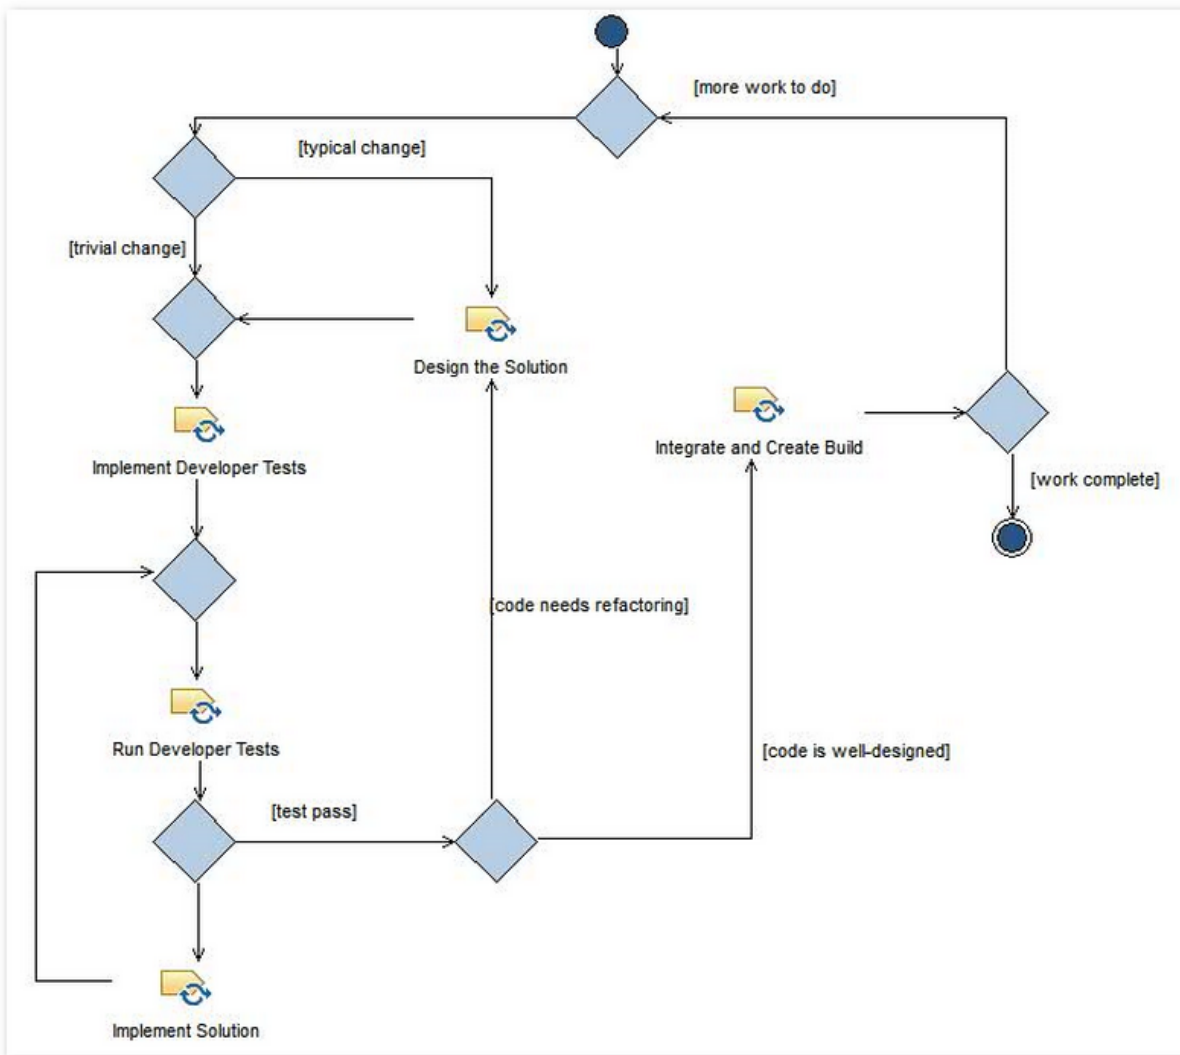 [more work to do]
[typical change]
[trivial change]
Design the Solution
Implement Developer Tests
Integrate and Create Build
[work complete]
[code needs refactoring]
Run Developer Tests
[code is well-designed]
[test pass]
Implement Solution